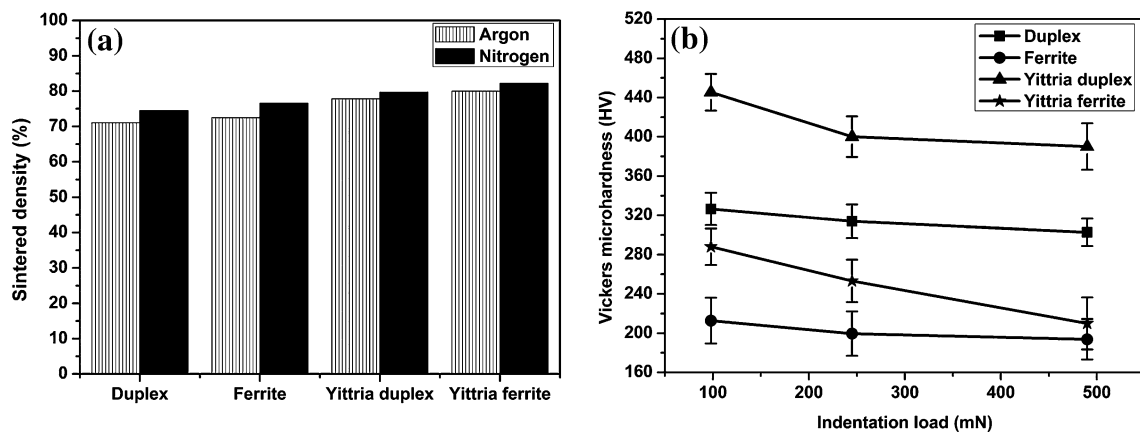 (a)
Argon
Nitrogen
Sintered density (%)
100
90
80
70
60
50
40
30
20
10
0
Duplex Ferrite Yittria duplex Yittria ferrite
(b)
Duplex
Ferrite
Yittria duplex
Yittria ferrite
Vickers microhardness (HV)
520
480
440
400
360
320
280
240
200
160
100 200 300 400 500
Indentation load (mN)